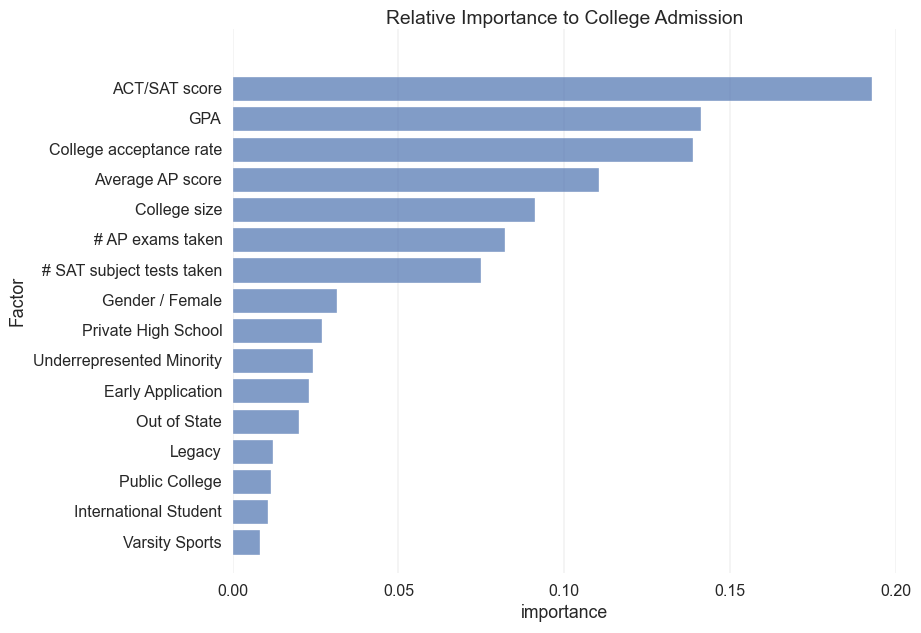 Relative Importance to College Admission
ACT/SAT score
GPA
College acceptance rate
Average AP score
College size
# AP exams taken
# SAT subject tests taken
Gender / Female
Private High School
Underrepresented Minority
Early Application
Out of State
Legacy
Public College
International Student
Varsity Sports
Factor
0.00 0.05 0.10 0.15 0.20
importance